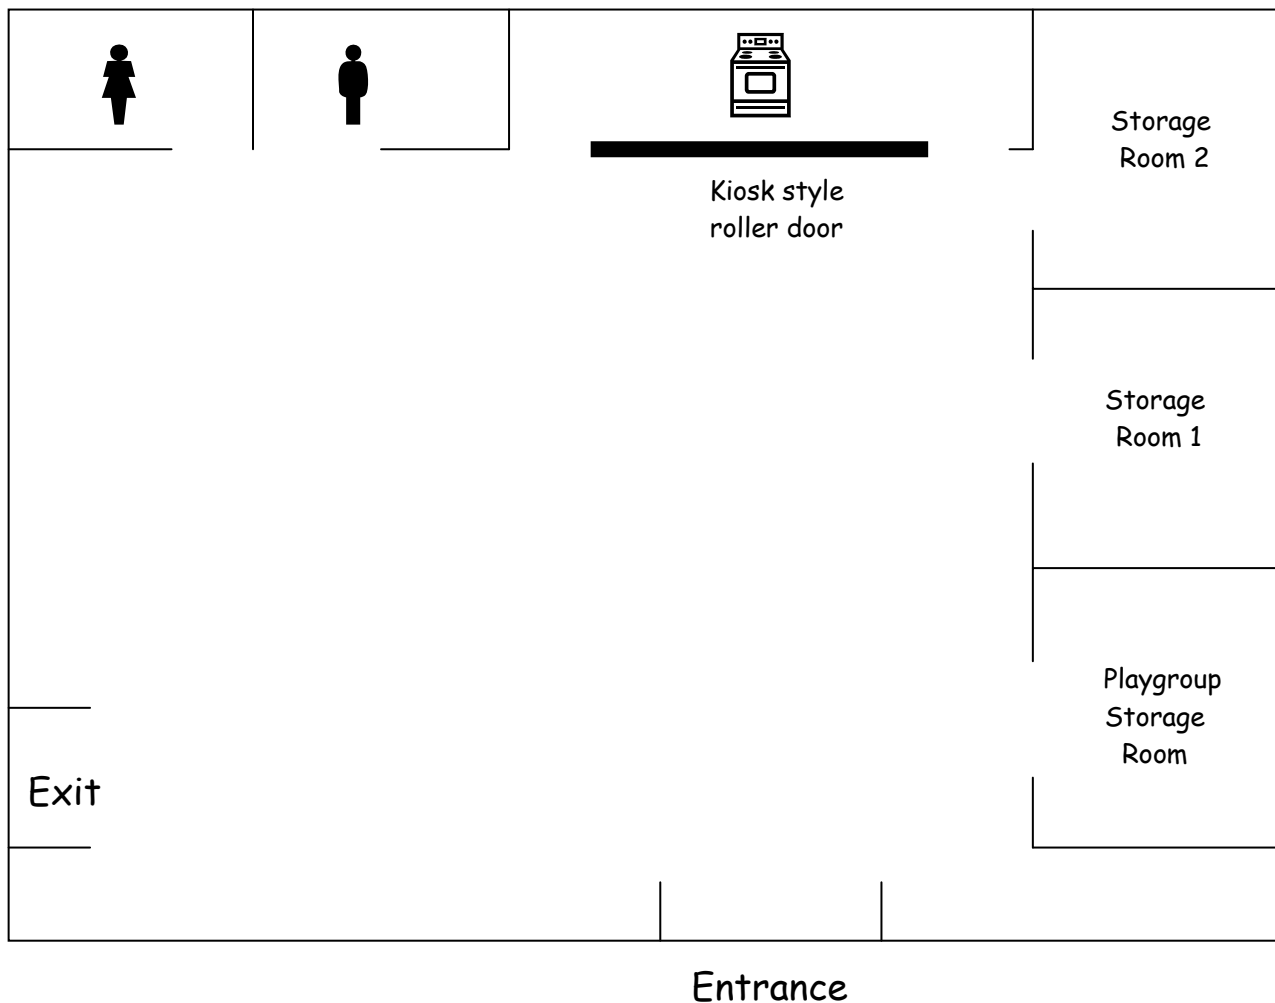 Storage
Room 2
Kiosk style
roller door
Storage
Room 1
Playgroup
Storage
Room
Exit
Entrance